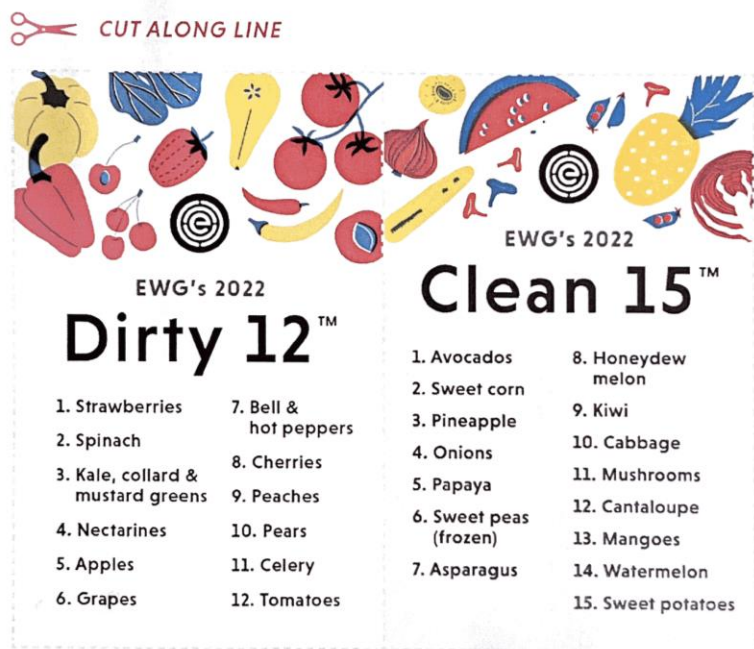 CUT ALONG LINE
EWG's 2022
Dirty 12™
1. Strawberries
2. Spinach
3. Kale, collard &
mustard greens
4. Nectarines
5. Apples
6. Grapes
7. Bell &
hot peppers
8. Cherries
9. Peaches
10. Pears
11. Celery
12. Tomatoes
EWG's 2022
Clean 15™
1. Avocados
2. Sweet corn
3. Pineapple
4. Onions
5. Papaya
6. Sweet peas
(frozen)
7. Asparagus
8. Honeydew
melon
9. Kiwi
10. Cabbage
11. Mushrooms
12. Cantaloupe
13. Mangoes
14. Watermelon
15. Sweet potatoes